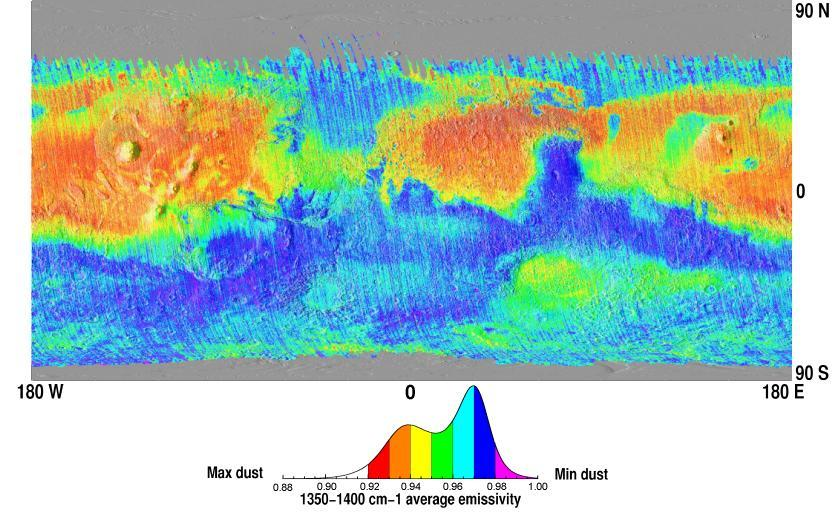 90 N
0
90 S
180 W 0 180 E
Max dust Min dust
0.88 0.90 0.92 0.94 0.96 0.98 1.00
1350–1400 cm–1 average emissivity